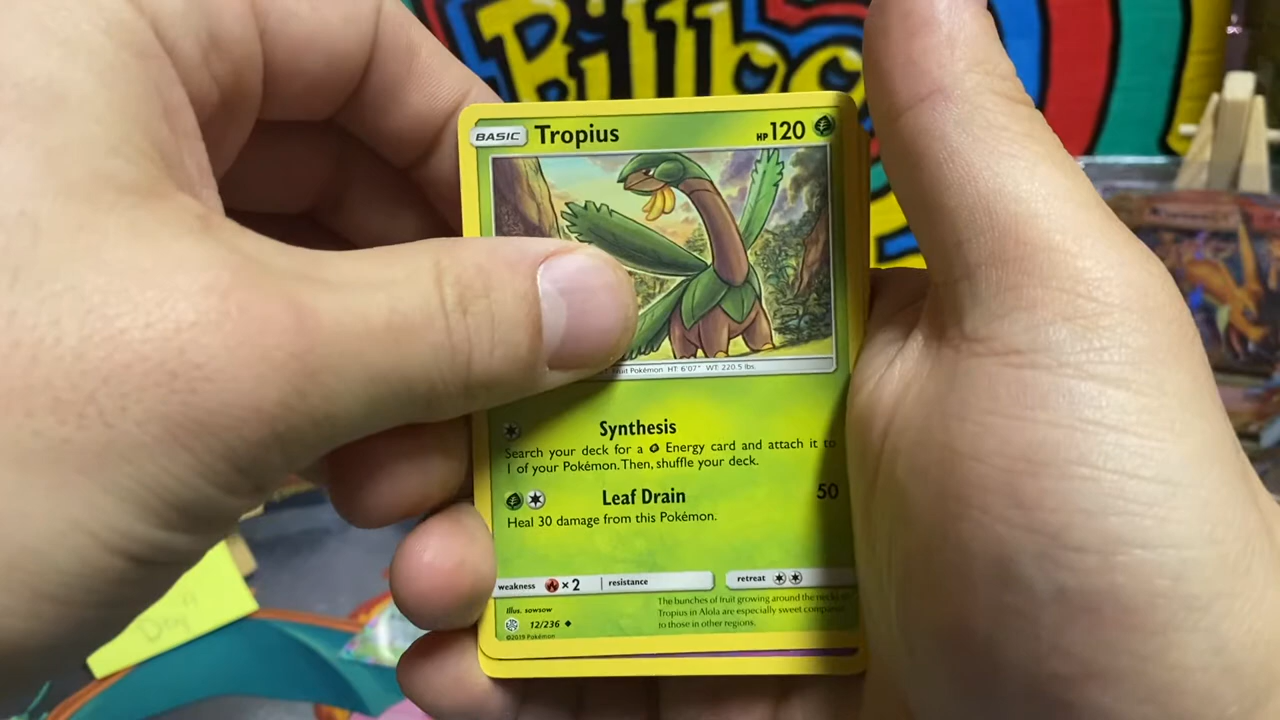 Billbo
BASIC Tropius HP 120
Fruit Pokémon HT: 6'07" WT: 220.5 lbs.
Synthesis
Search your deck for a Energy card and attach it to
1 of your Pokémon. Then, shuffle your deck.
Leaf Drain 50
Heal 30 damage from this Pokémon.
weakness ×2 resistance retreat
Illus. sowsow
12/236
©2019 Pokémon
The bunches of fruit growing around the necks of
Tropius in Alola are especially sweet compared
to those in other regions.